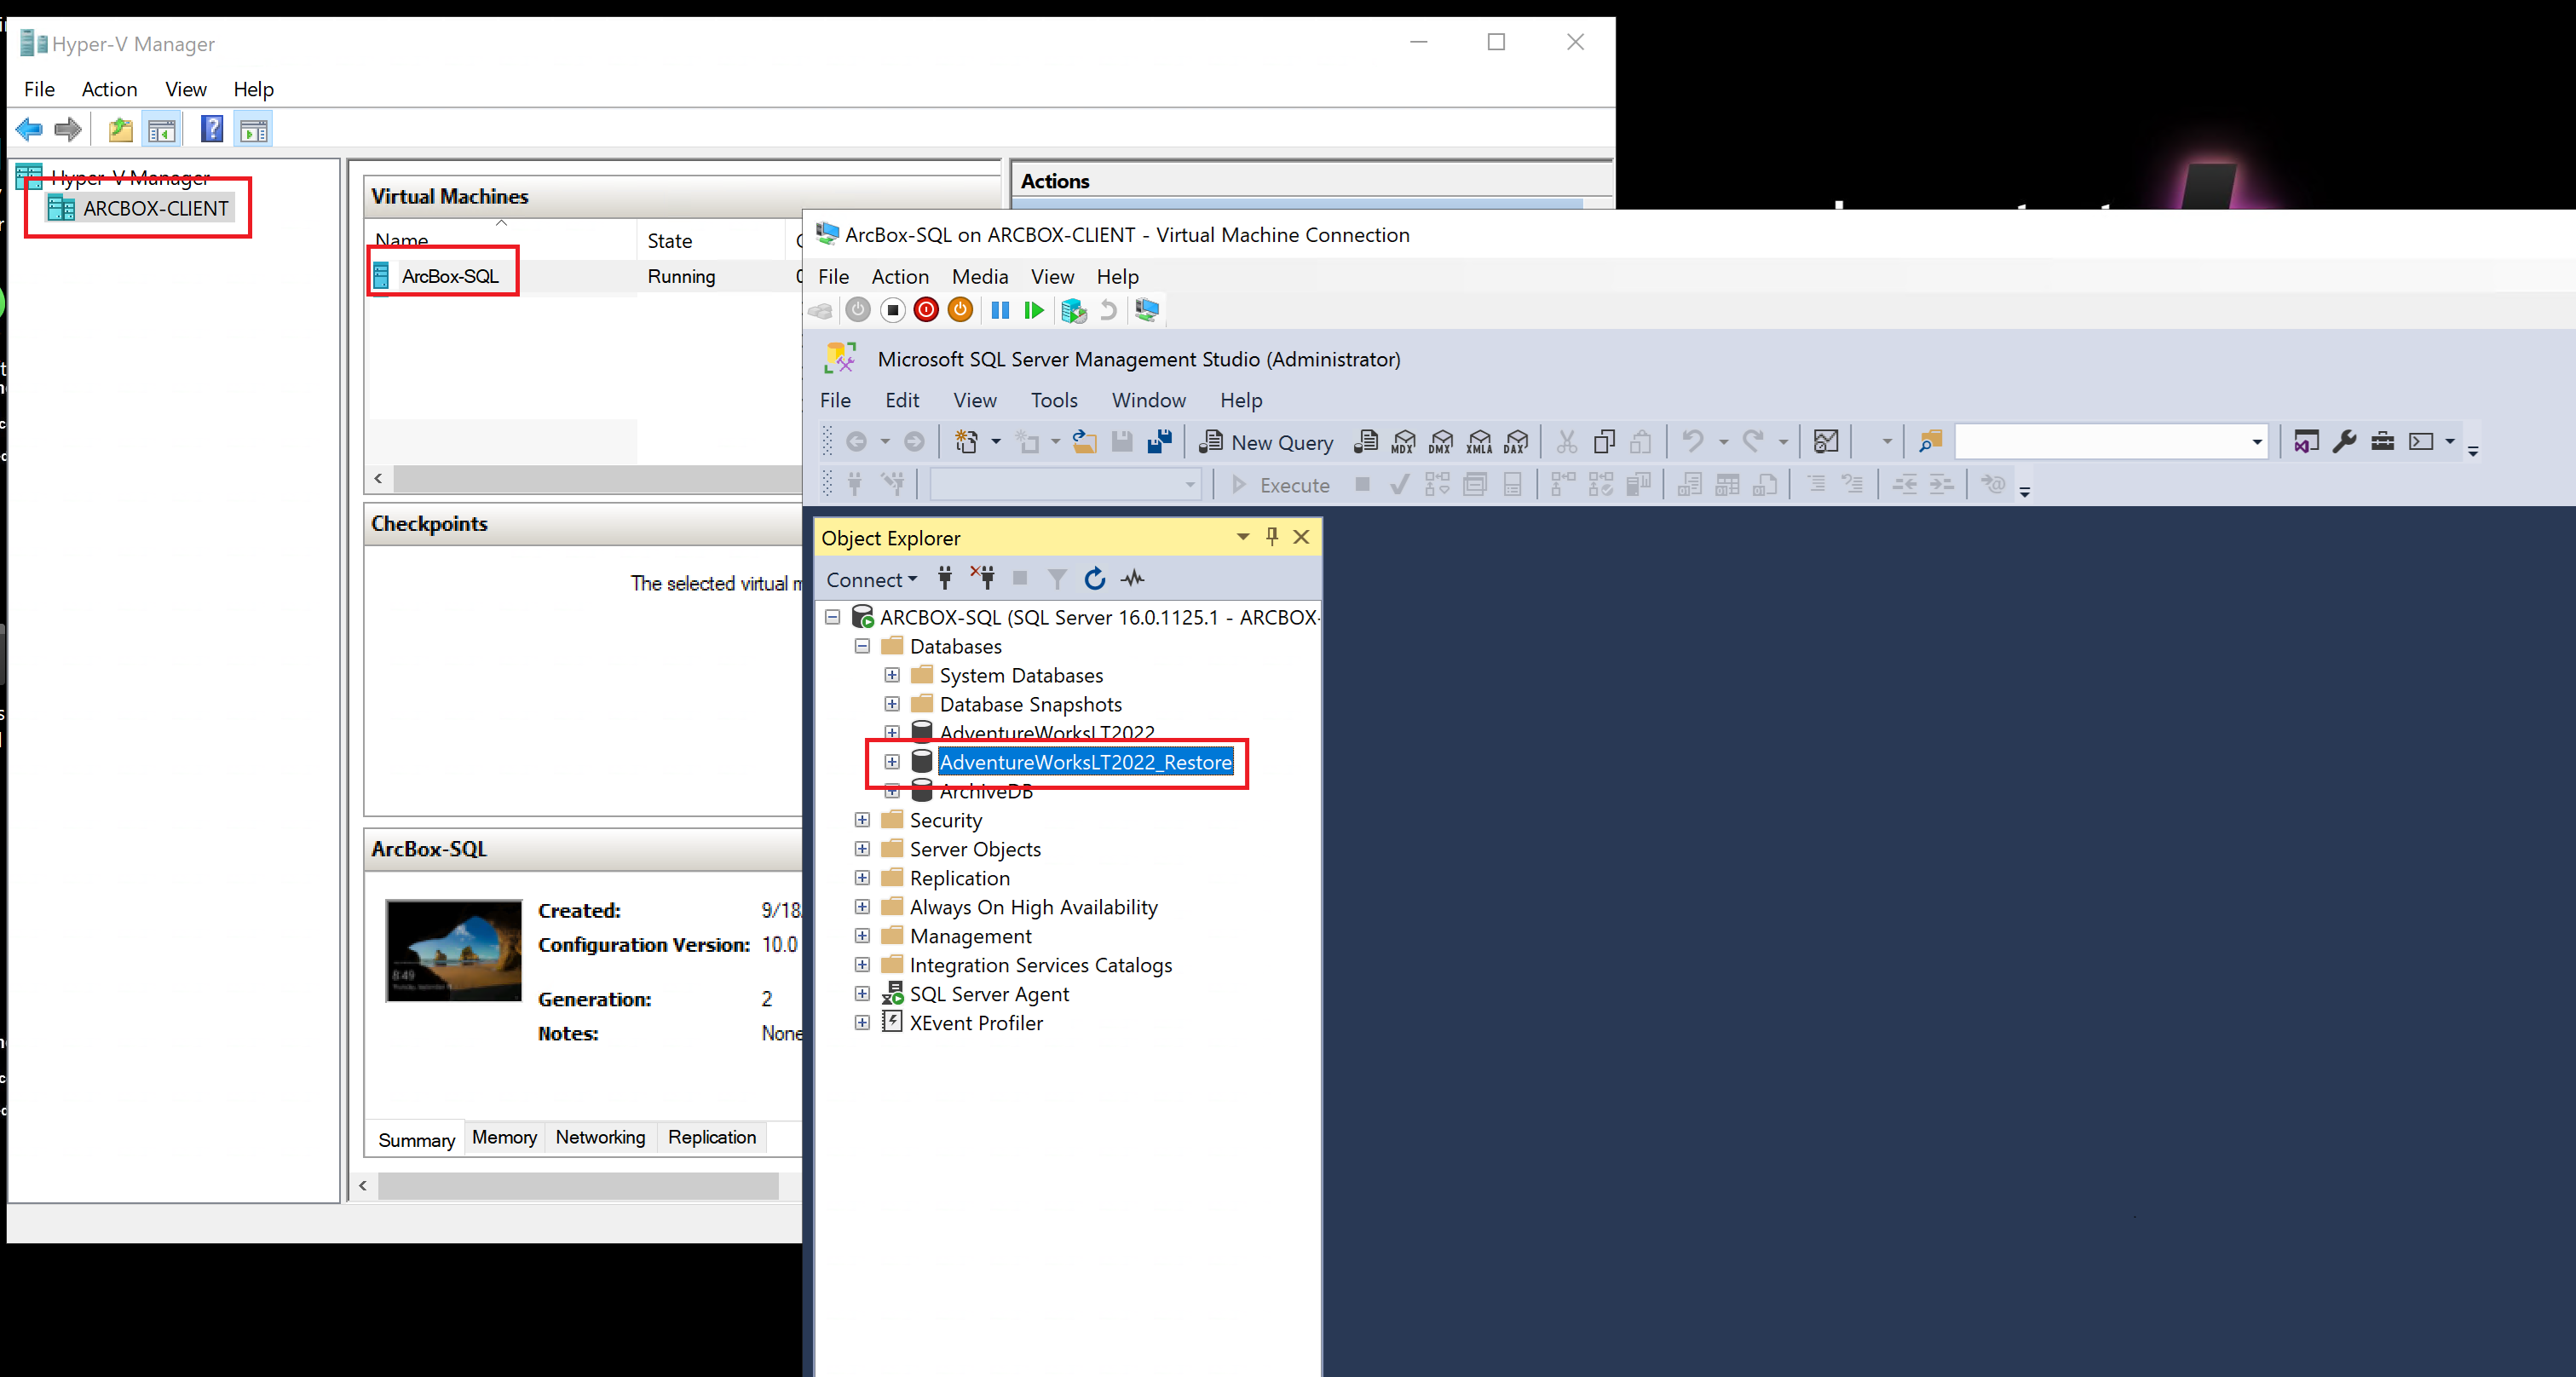 Hyper-V Manager
File Action View Help
Hyper-V Manager
ARCBOX-CLIENT
Virtual Machines
Name State
ArcBox-SQL Running
Checkpoints
The selected virtual
ArcBox-SQL
8:49
Created: 9/18
Configuration Version: 10.0
Generation: 2
Notes: None
Summary Memory Networking Replication
Actions
ArcBox-SQL on ARCBOX-CLIENT - Virtual Machine Connection
File Action Media View Help
Microsoft SQL Server Management Studio (Administrator)
File Edit View Tools Window Help
New Query MDX DMX XMLA DAX
Execute
Object Explorer
Connect
ARCBOX-SQL (SQL Server 16.0.1125.1 - ARCBOX-
Databases
System Databases
Database Snapshots
AdventureWorksLT2022
AdventureWorksLT2022_Restore
ArchiveDB
Security
Server Objects
Replication
Always On High Availability
Management
Integration Services Catalogs
SQL Server Agent
XEvent Profiler